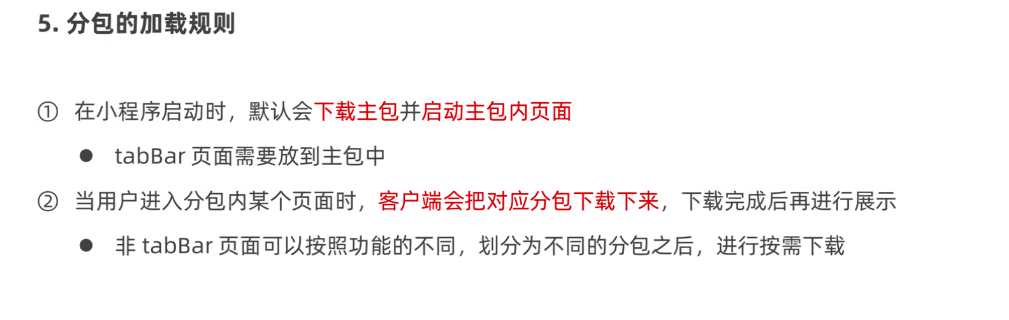 5. 分包的加载规则
① 在小程序启动时，默认会下载主包并启动主包内页面
● tabBar 页面需要放到主包中
② 当用户进入分包内某个页面时，客户端会把对应分包下载下来，下载完成后再进行展示
● 非 tabBar 页面可以按照功能的不同，划分为不同的分包之后，进行按需下载